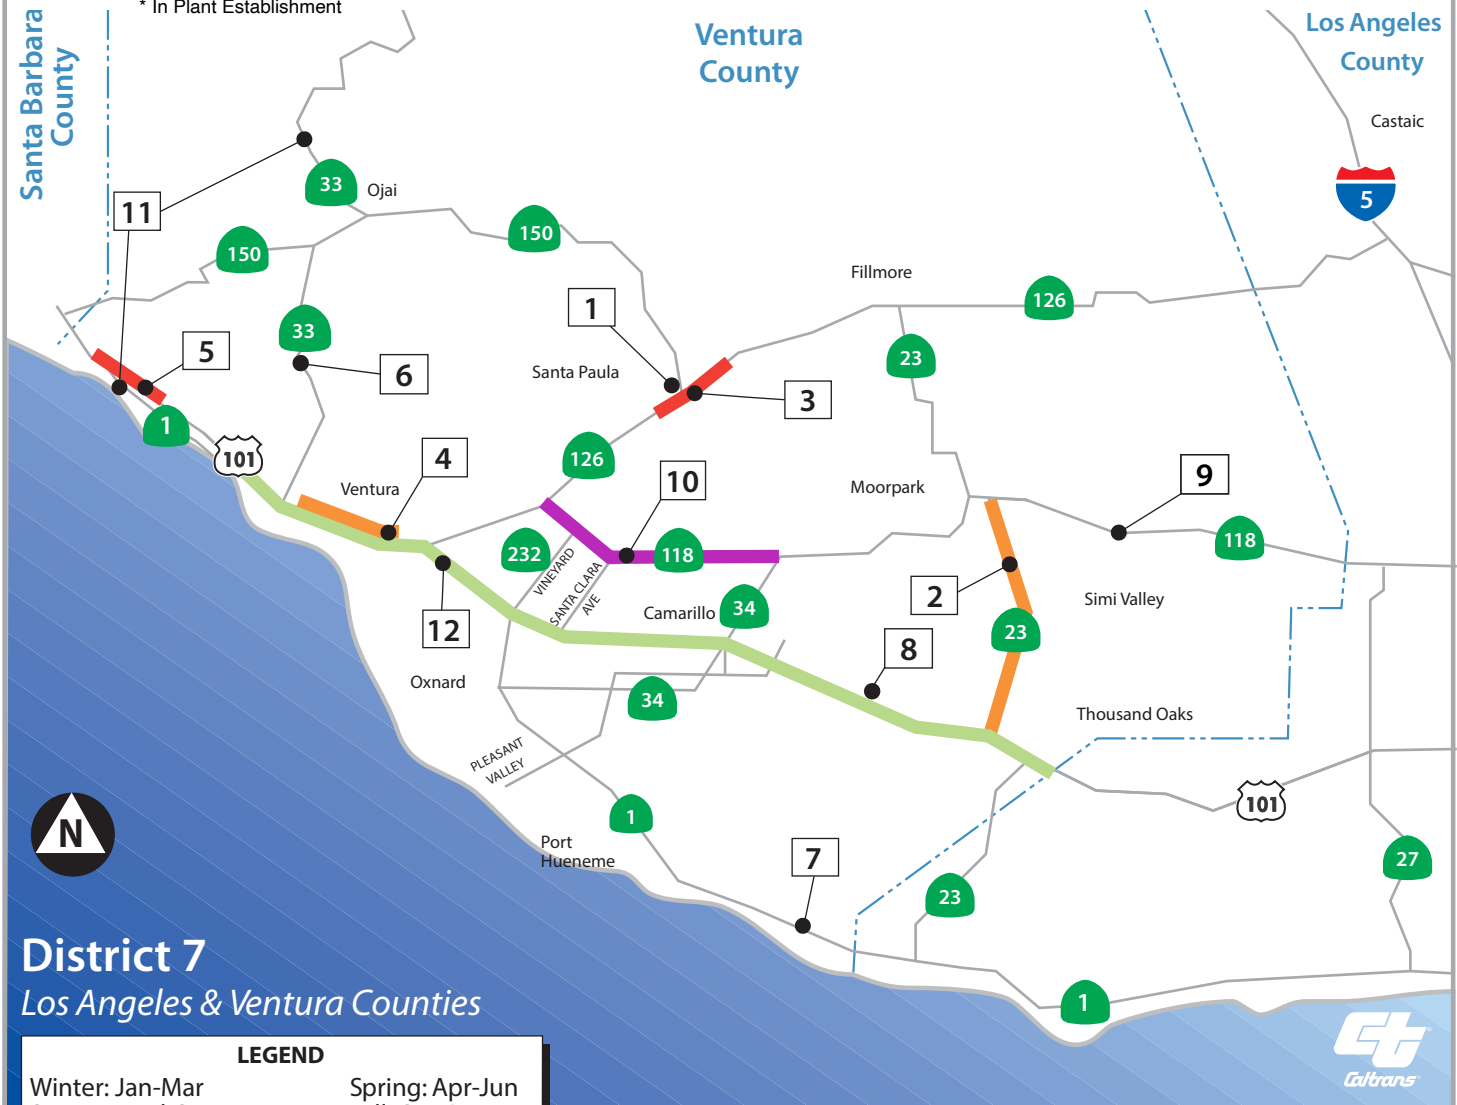 * In Plant Establishment
Santa Barbara
County
Ventura
County
Los Angeles
County
Castaic
5
33
Ojai
11
150
150
Fillmore
126
1
33
5
6
Santa Paula
3
23
1
101
4
Ventura
126
10
Moorpark
9
232
VINEYARD
SANTA CLARA
AVE
118
118
12
Camarillo
34
2
Simi Valley
23
8
Oxnard
34
Thousand Oaks
PLEASANT
VALLEY
101
N
1
Port
Hueneme
7
23
27
District 7
Los Angeles & Ventura Counties
1
Caltrans
LEGEND
Winter: Jan-Mar
Spring: Apr-Jun